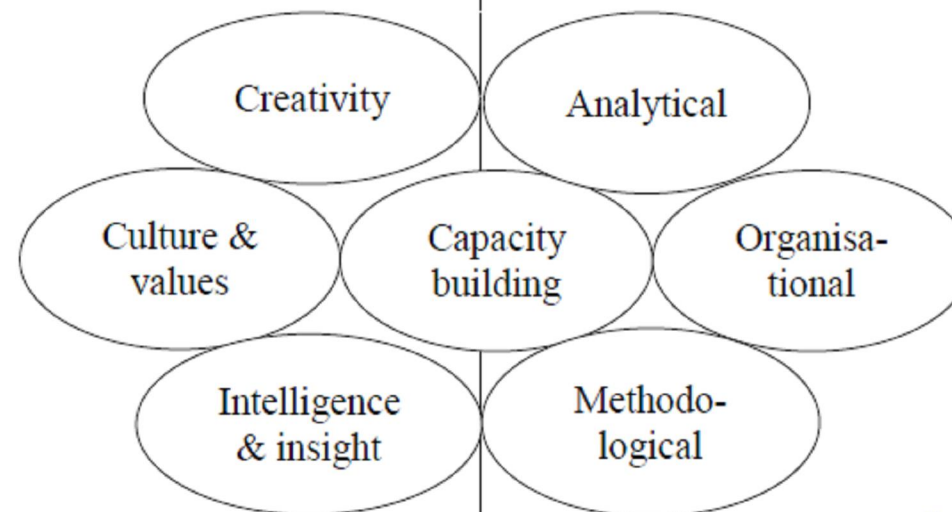 Creativity
Analytical
Culture &
values
Capacity
building
Organisa-
tional
Intelligence
& insight
Methodo-
logical